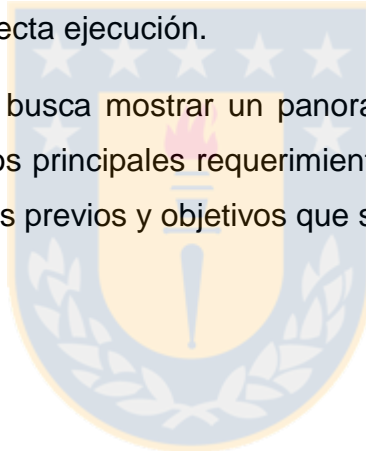 ecta ejecución.
busca mostrar un panora
os principales requerimient
s previos y objetivos que s